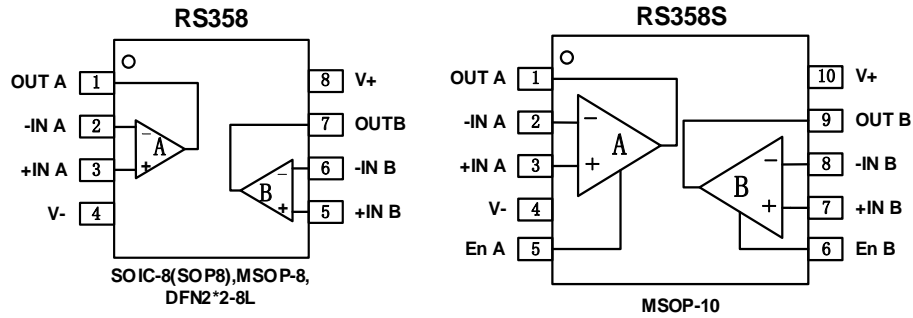 RS358
OUT A 1
-IN A 2
+IN A 3
V- 4
8 V+
7 OUTB
6 -IN B
5 +IN B
− + A
− + B
SOIC-8(SOP8),MSOP-8,
DFN2*2-8L
RS358S
OUT A 1
-IN A 2
+IN A 3
V- 4
En A 5
10 V+
9 OUT B
8 -IN B
7 +IN B
6 En B
− + A
− + B
MSOP-10